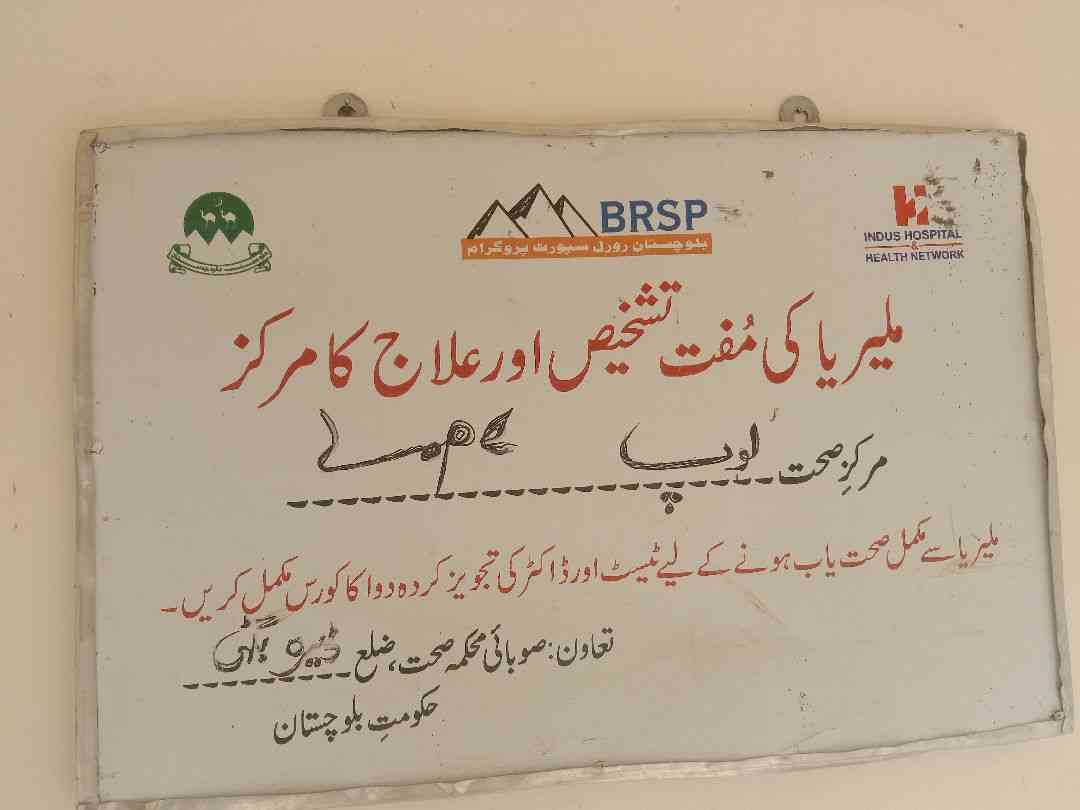 BRSP
بلوچستان رورل سپورٹ پروگرام
INDUS HOSPITAL
&
HEALTH NETWORK
ملیریا کی مُفت تشخیص اور علاج کا مرکز
مرکزِ صحت لوپ
ملیریا سے مکمل صحت یاب ہونے کے لیے ٹیسٹ اور ڈاکٹر کی تجویز کردہ دوا کا کورس مکمل کریں۔
تعاون: صوبائی محکمہ صحت، ضلع ڈیرہ بگٹی
حکومتِ بلوچستان